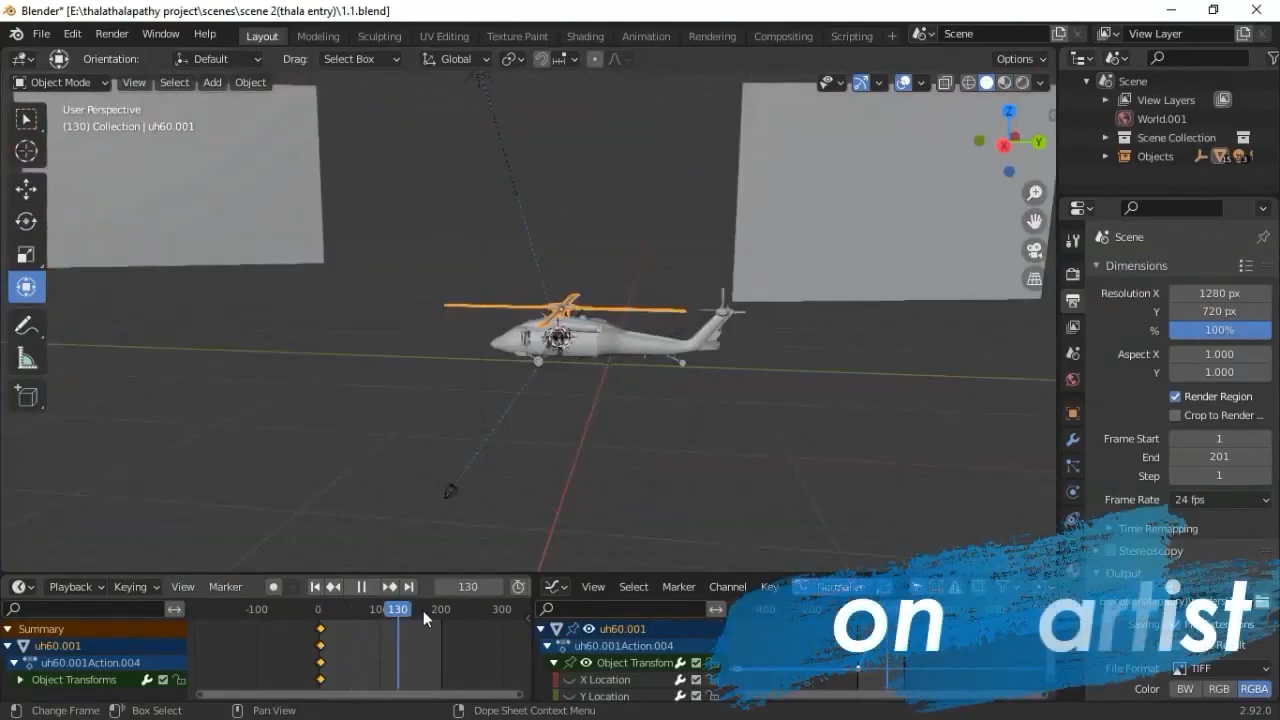 Blender* [E:\thalathalapathy project\scenes\scene 2(thala entry)\1.1.blend]
File Edit Render Window Help Layout Modeling Sculpting UV Editing Texture Paint Shading Animation Rendering Compositing Scripting + Scene View Layer
Orientation: Default Drag: Select Box Global Options
Object Mode View Select Add Object
User Perspective
(130) Collection | uh60.001
Z
Y
X
Scene
View Layers
World.001
Scene Collection
Objects
Scene
Dimensions
Resolution X 1280 px
Y 720 px
% 100%
Aspect X 1.000
Y 1.000
Render Region
Crop to Render ...
Frame Start 1
End 201
Step 1
Frame Rate 24 fps
Time Remapping
Stereoscopy
Output
Playback Keying View Marker 130
-100 0 100 130 200 300
Summary
uh60.001
uh60.001Action.004
Object Transforms
View Select Marker Channel Key Normalize
uh60.001
uh60.001Action.004
Object Transform
X Location
Y Location
on artist
File Format TIFF
Color BW RGB RGBA
Change Frame Box Select Pan View Dope Sheet Context Menu 2.92.0